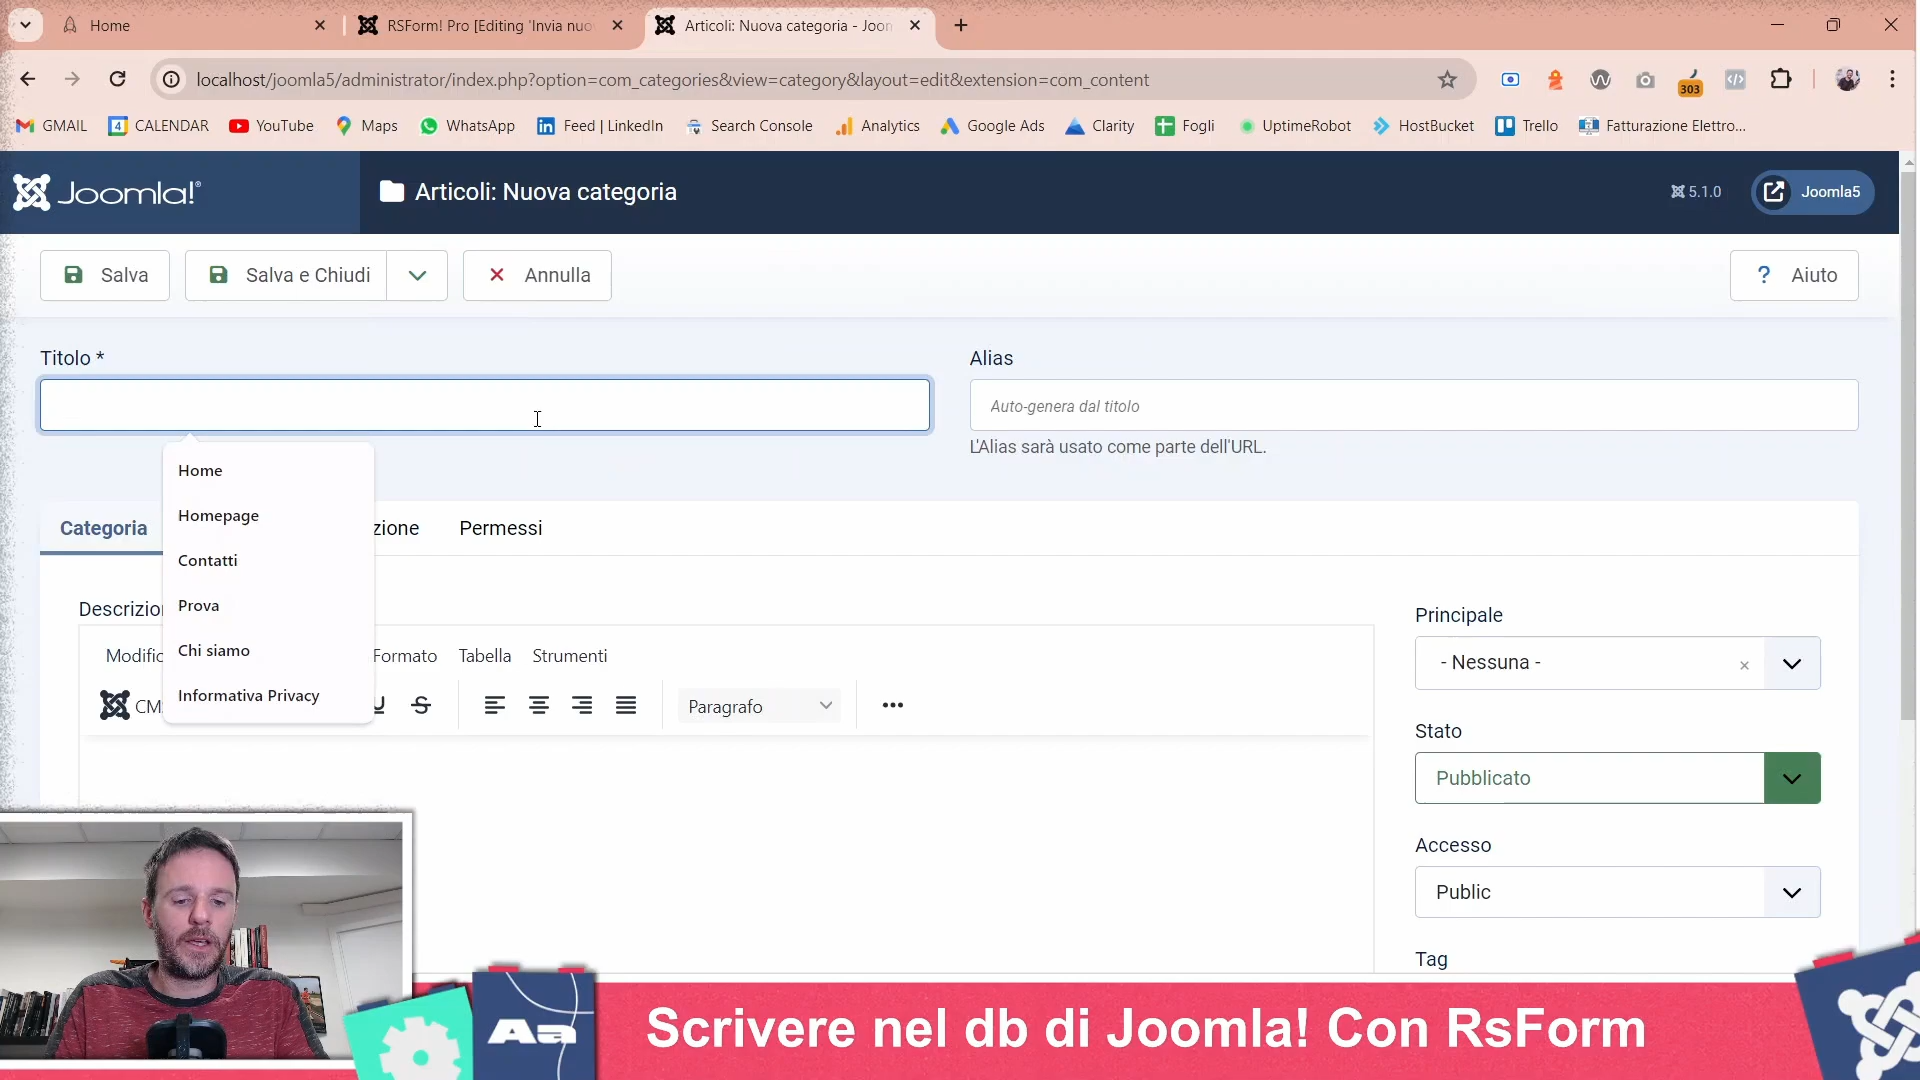 Home
RSForm! Pro [Editing 'Invia nuo
Articoli: Nuova categoria - Joon
localhost/joomla5/administrator/index.php?option=com_categories&view=category&layout=edit&extension=com_content
303
GMAIL
4
CALENDAR
YouTube
Maps
WhatsApp
Feed | LinkedIn
Search Console
Analytics
Google Ads
Clarity
Fogli
UptimeRobot
HostBucket
Trello
Fatturazione Elettro...
Joomla!
Articoli: Nuova categoria
5.1.0
Joomla5
Salva
Salva e Chiudi
Annulla
? Aiuto
Titolo *
Alias
Auto-genera dal titolo
L'Alias sarà usato come parte dell'URL.
Home
Homepage
Contatti
Prova
Chi siamo
Informativa Privacy
Categoria
zione
Permessi
Descrizion
Modific
Formato
Tabella
Strumenti
CM
U
S
Paragrafo
Principale
- Nessuna -
Stato
Pubblicato
Accesso
Public
Tag
Aa
Scrivere nel db di Joomla! Con RsForm